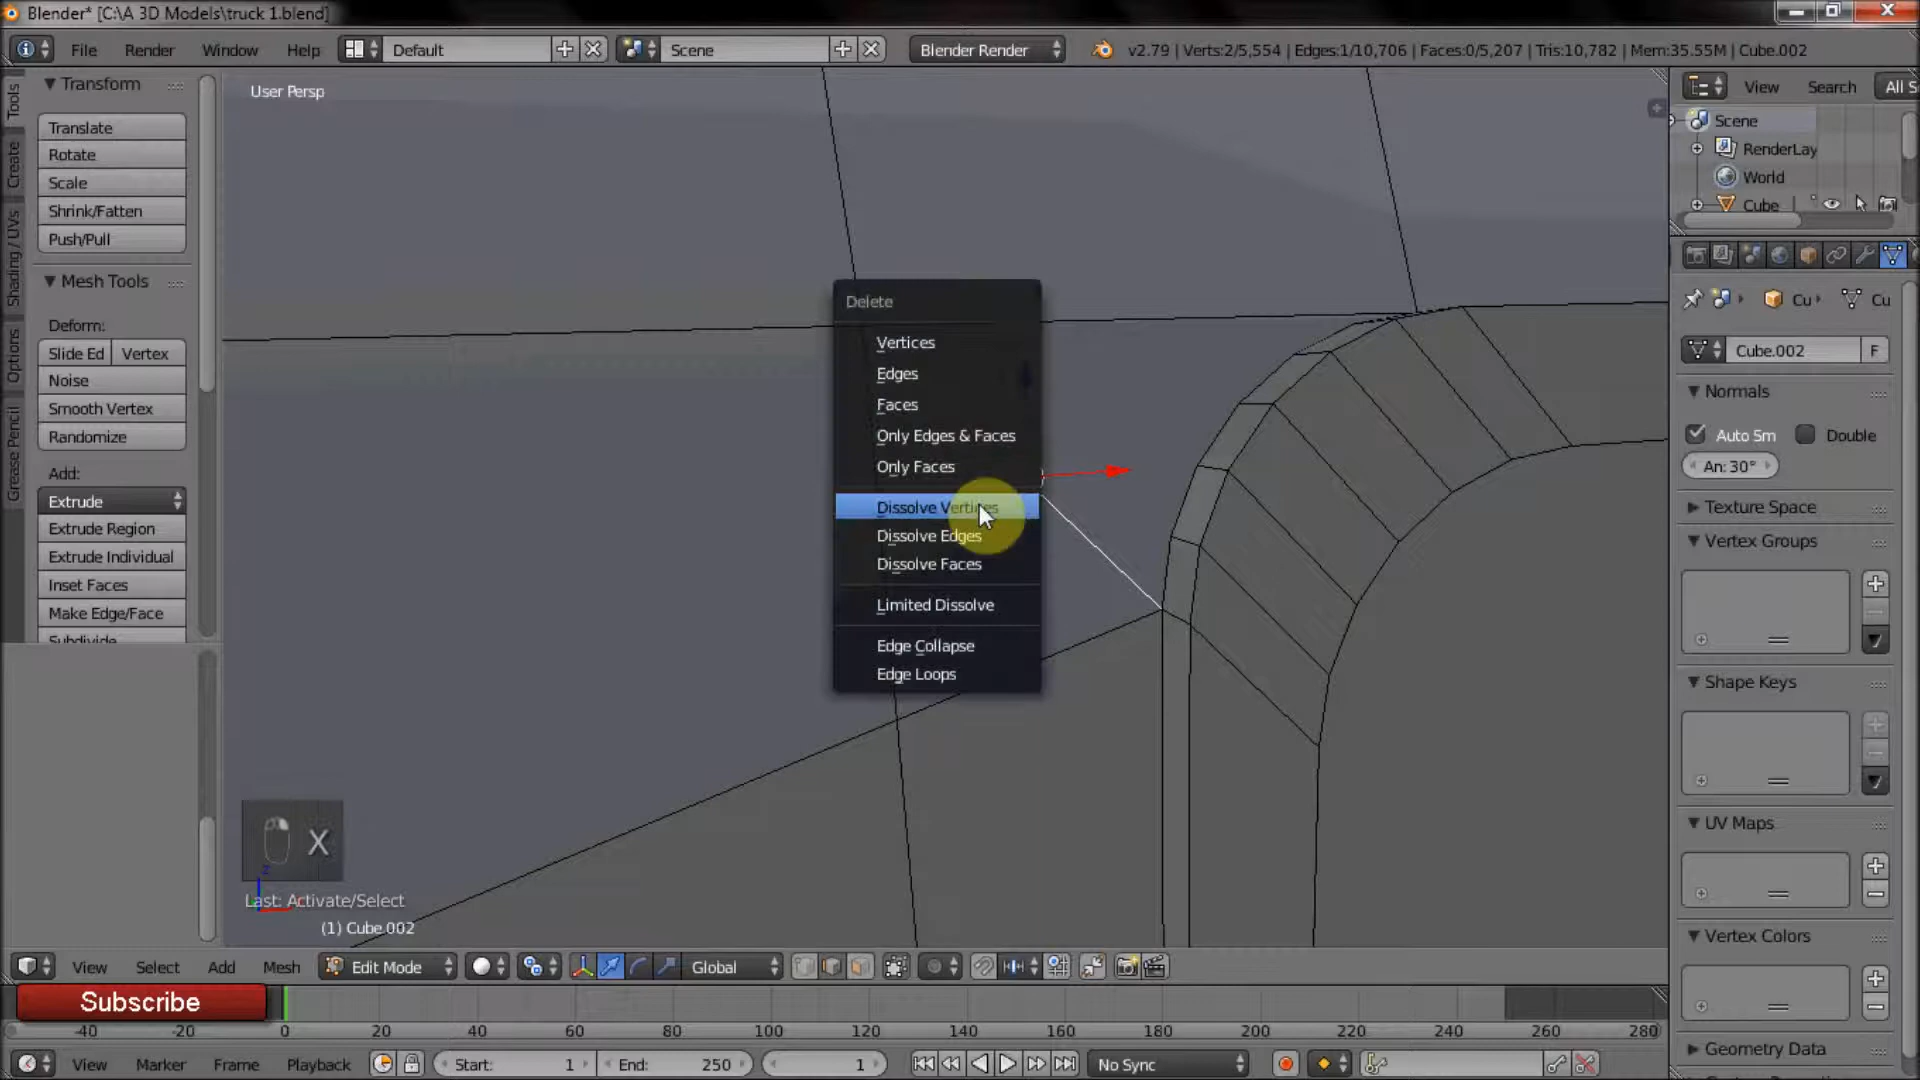 Blender* [C:\A 3D Models\truck 1.blend]
File Render Window Help Default Scene Blender Render v2.79 | Verts:2/5,554 | Edges:1/10,706 | Faces:0/5,207 | Tris:10,782 | Mem:35.55M | Cube.002
Tools
Create
Shading / UVs
Options
Grease Pencil
Transform
Translate
Rotate
Scale
Shrink/Fatten
Push/Pull
Mesh Tools
Deform:
Slide Ed Vertex
Noise
Smooth Vertex
Randomize
Add:
Extrude
Extrude Region
Extrude Individual
Inset Faces
Make Edge/Face
Subdivide
User Persp
Delete
Vertices
Edges
Faces
Only Edges & Faces
Only Faces
Dissolve Vertices
Dissolve Edges
Dissolve Faces
Limited Dissolve
Edge Collapse
Edge Loops
X
z
Last: Activate/Select
(1) Cube.002
View Search All S
Scene
RenderLay
World
Cube
Cu Cu
Cube.002 F
Normals
Auto Sm Double
An: 30°
Texture Space
Vertex Groups
Shape Keys
UV Maps
Vertex Colors
Geometry Data
View Select Add Mesh Edit Mode Global
Subscribe
-40 -20 0 20 40 60 80 100 120 140 160 180 200 220 240 260 280
View Marker Frame Playback Start: 1 End: 250 1 No Sync